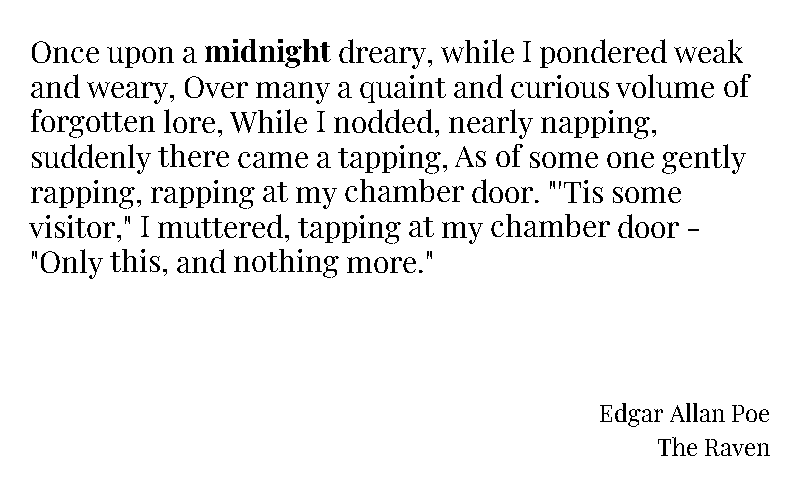 Once upon a midnight dreary, while I pondered weak
and weary, Over many a quaint and curious volume of
forgotten lore, While I nodded, nearly napping,
suddenly there came a tapping, As of some one gently
rapping, rapping at my chamber door. "'Tis some
visitor," I muttered, tapping at my chamber door -
"Only this, and nothing more."
Edgar Allan Poe
The Raven